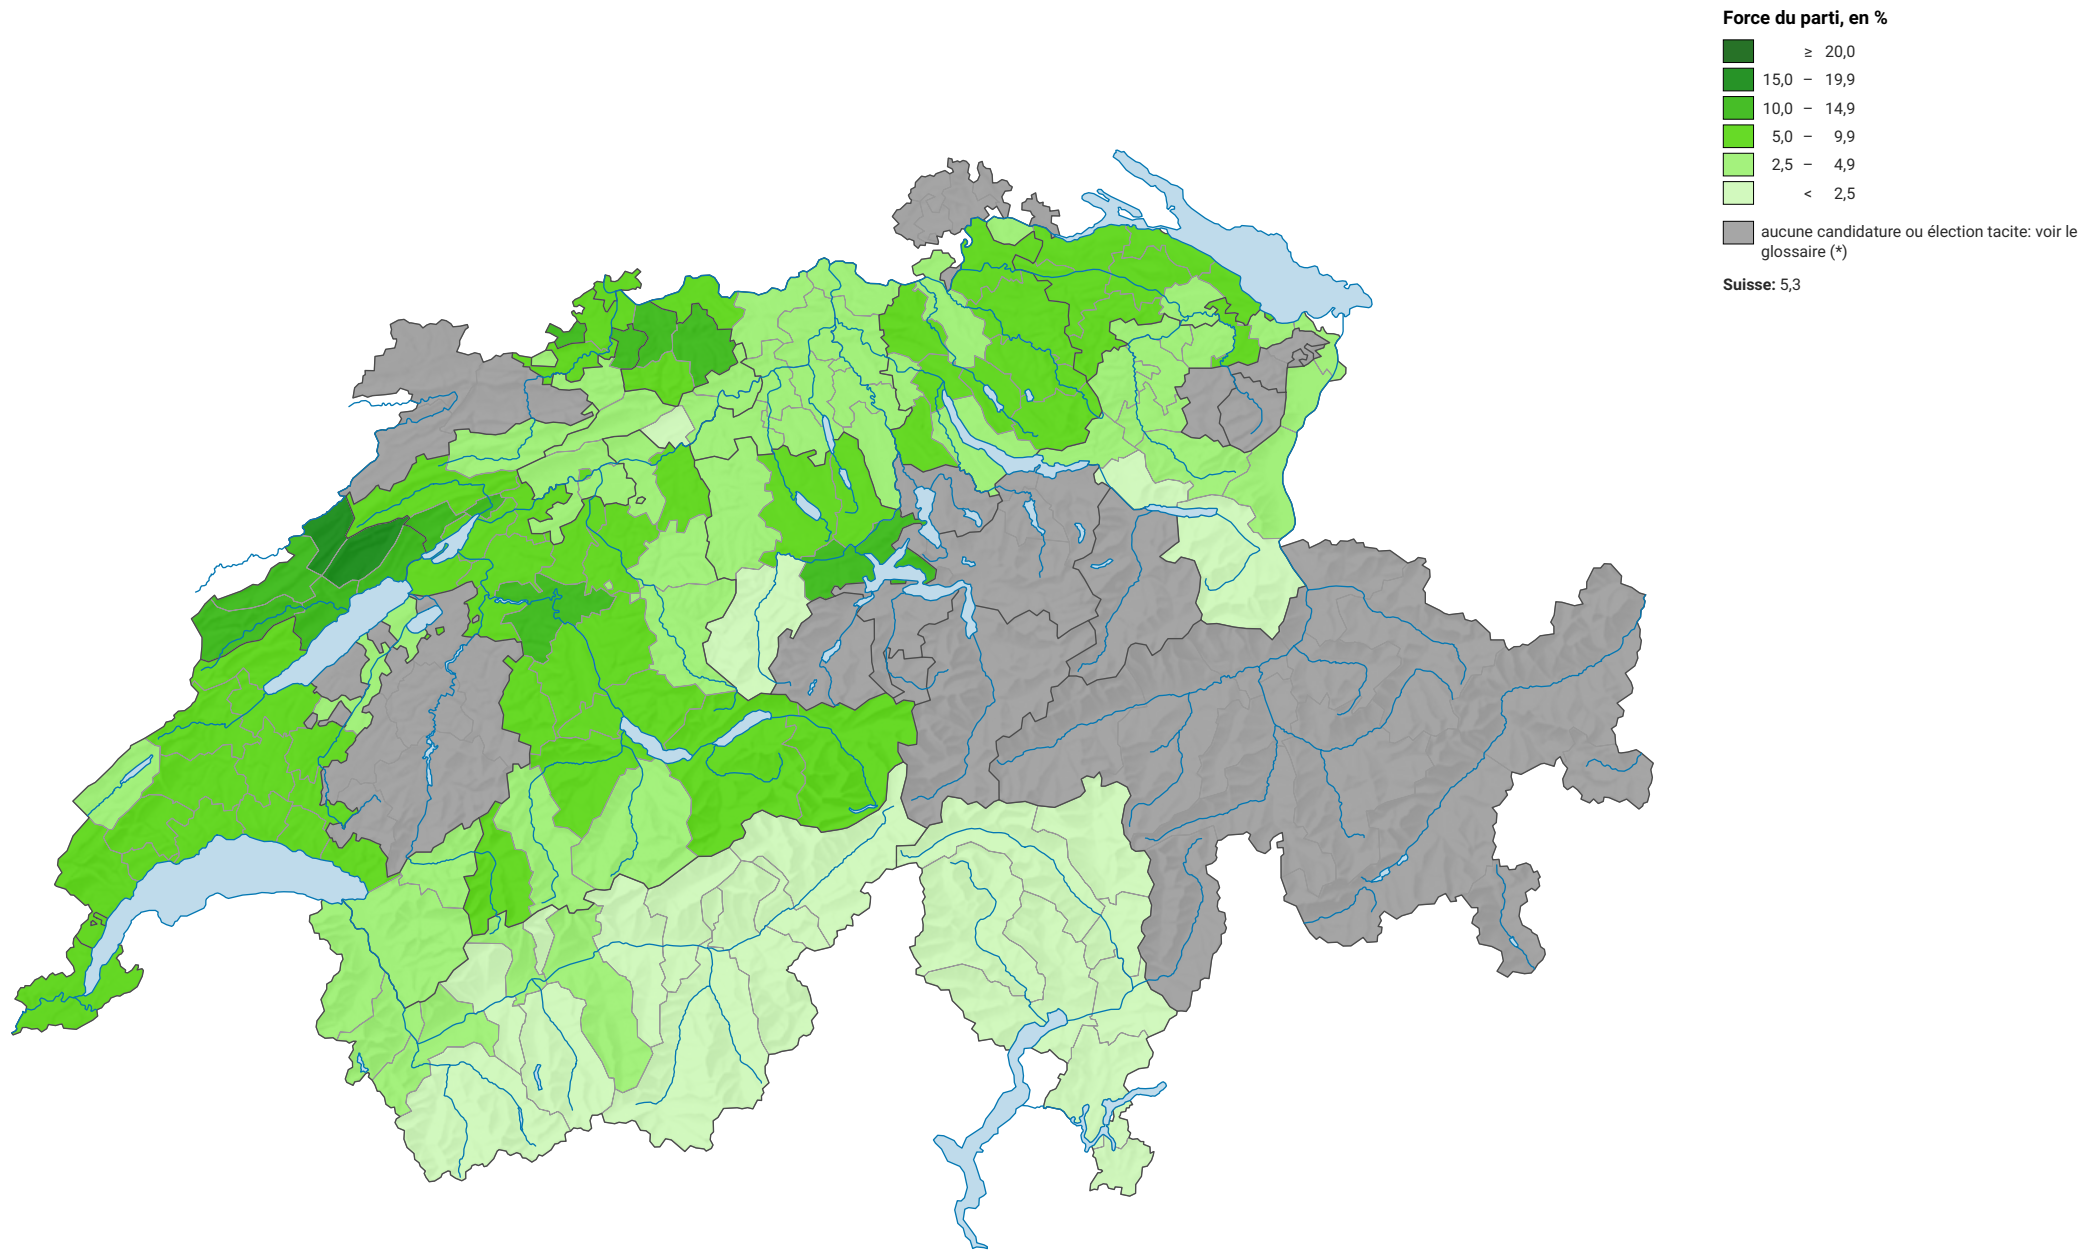 Force du parti, en %
≥ 20,0
15,0 – 19,9
10,0 – 14,9
5,0 – 9,9
2,5 – 4,9
< 2,5
aucune candidature ou élection tacite: voir le
glossaire (*)
Suisse: 5,3